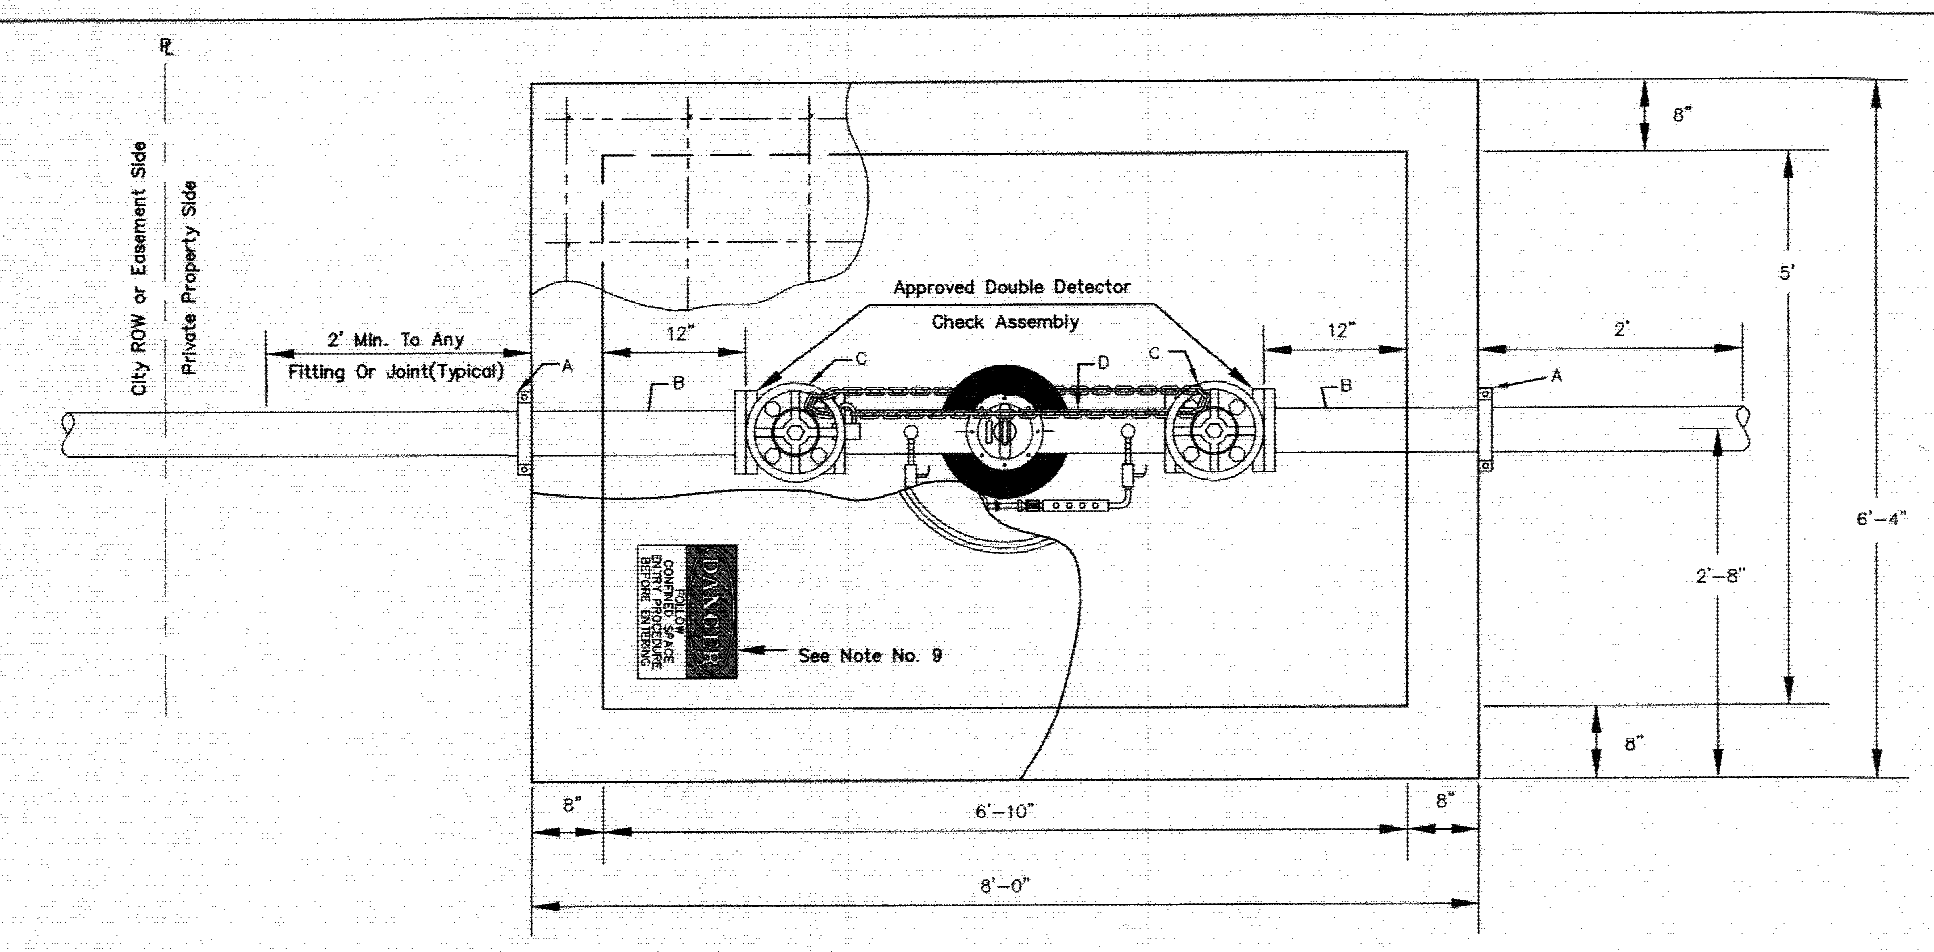 PL
City ROW or Easement Side
Private Property Side
2' Min. To Any
Fitting Or Joint(Typical)
A
B
12"
C
Approved Double Detector
Check Assembly
D
C
12"
B
A
2'
8"
5'
6'-4"
2'-8"
8"
DANGER
FOLLOW
CONFINED SPACE
ENTRY PROCEDURE
BEFORE ENTERING
See Note No. 9
8"
6'-10"
8"
8'-0"